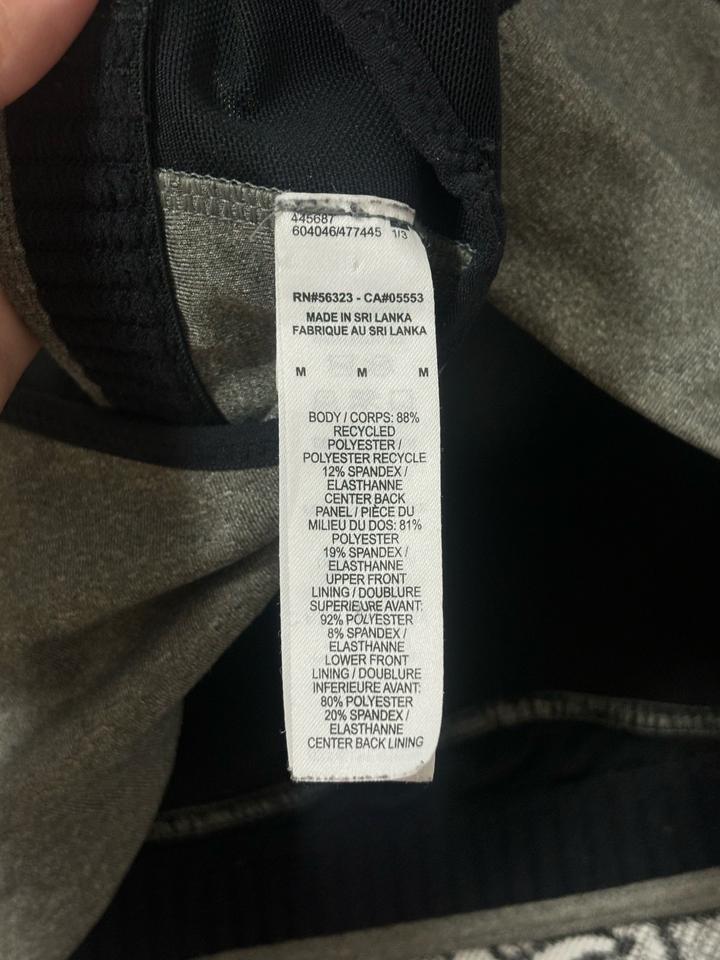 445687
604046/477445 1/3
RN#56323 - CA#05553
MADE IN SRI LANKA
FABRIQUE AU SRI LANKA
M M M
BODY / CORPS: 88%
RECYCLED
POLYESTER /
POLYESTER RECYCLE
12% SPANDEX /
ELASTHANNE
CENTER BACK
PANEL / PIÈCE DU
MILIEU DU DOS: 81%
POLYESTER
19% SPANDEX /
ELASTHANNE
UPPER FRONT
LINING / DOUBLURE
SUPERIEURE AVANT:
92% POLYESTER
8% SPANDEX /
ELASTHANNE
LOWER FRONT
LINING / DOUBLURE
INFERIEURE AVANT:
80% POLYESTER
20% SPANDEX /
ELASTHANNE
CENTER BACK LINING